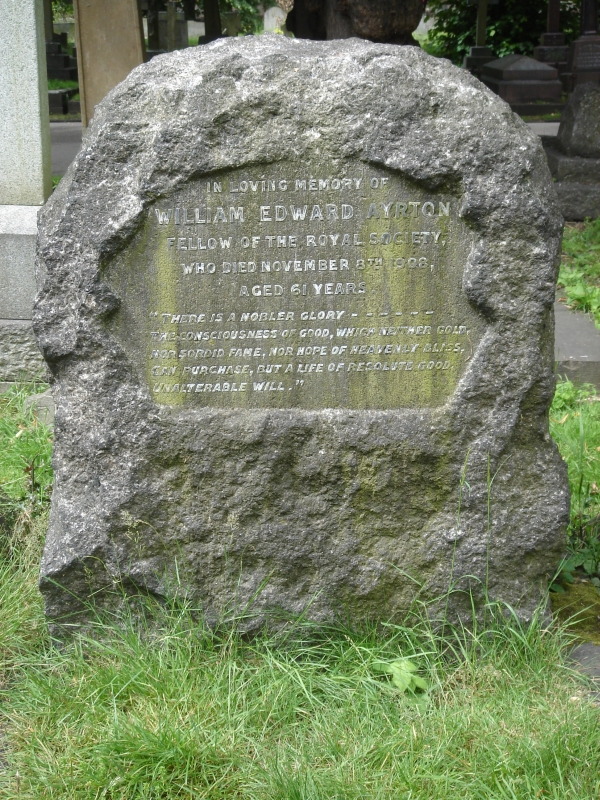 IN LOVING MEMORY OF
WILLIAM EDWARD AYRTON
FELLOW OF THE ROYAL SOCIETY,
WHO DIED NOVEMBER 8TH 1908,
AGED 61 YEARS
"THERE IS A NOBLER GLORY – – – – – –
THE CONSCIOUSNESS OF GOOD, WHICH NEITHER GOLD,
NOR SORDID FAME, NOR HOPE OF HEAVENLY BLISS,
CAN PURCHASE, BUT A LIFE OF RESOLUTE GOOD,
UNALTERABLE WILL."